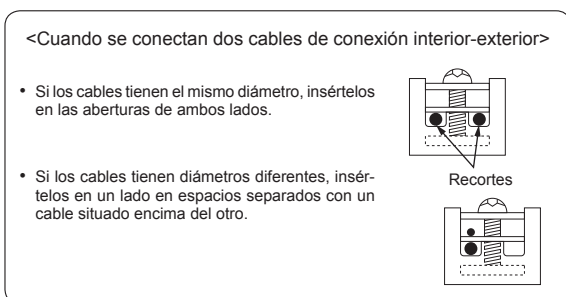 <Cuando se conectan dos cables de conexión interior-exterior>
• Si los cables tienen el mismo diámetro, insértelos
en las aberturas de ambos lados.
Recortes
• Si los cables tienen diámetros diferentes, insér-
telos en un lado en espacios separados con un
cable situado encima del otro.